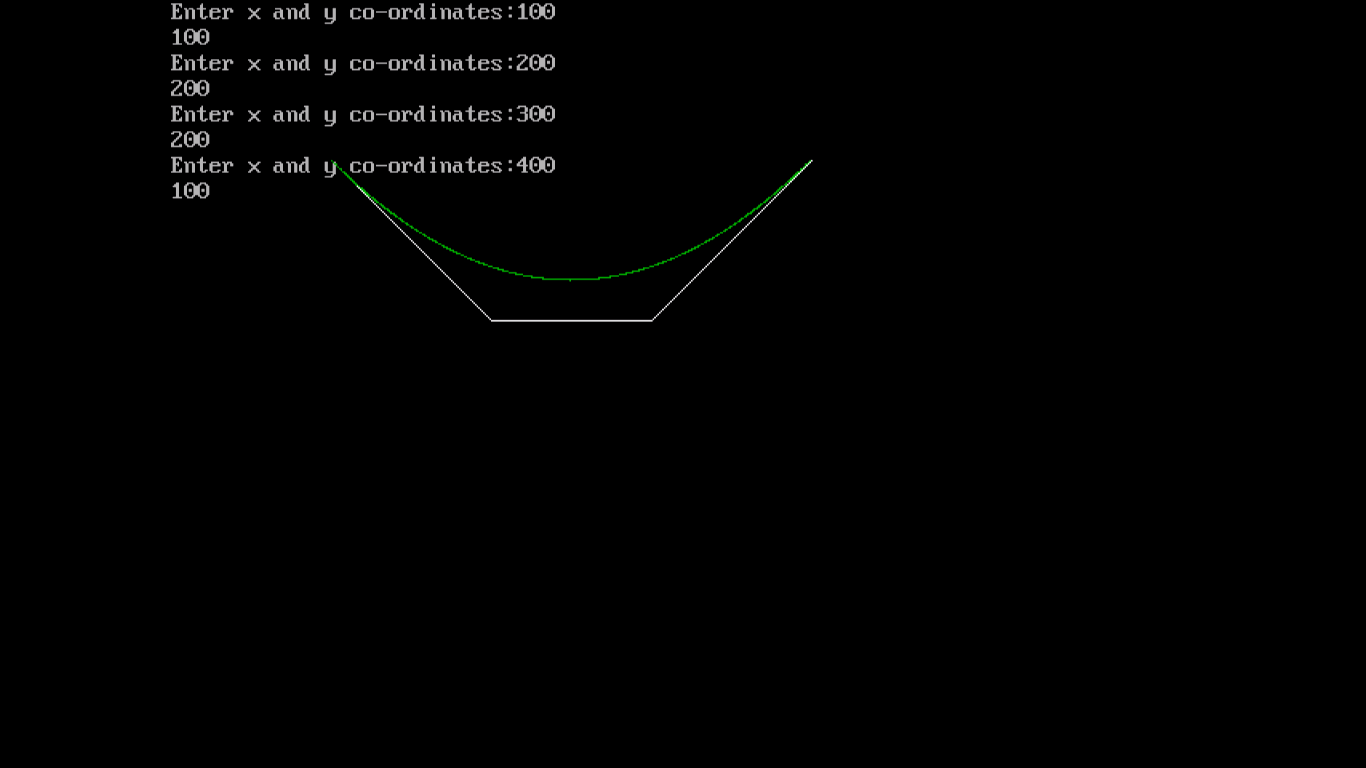 Enter x and y co-ordinates:100
100
Enter x and y co-ordinates:200
200
Enter x and y co-ordinates:300
200
Enter x and y co-ordinates:400
100